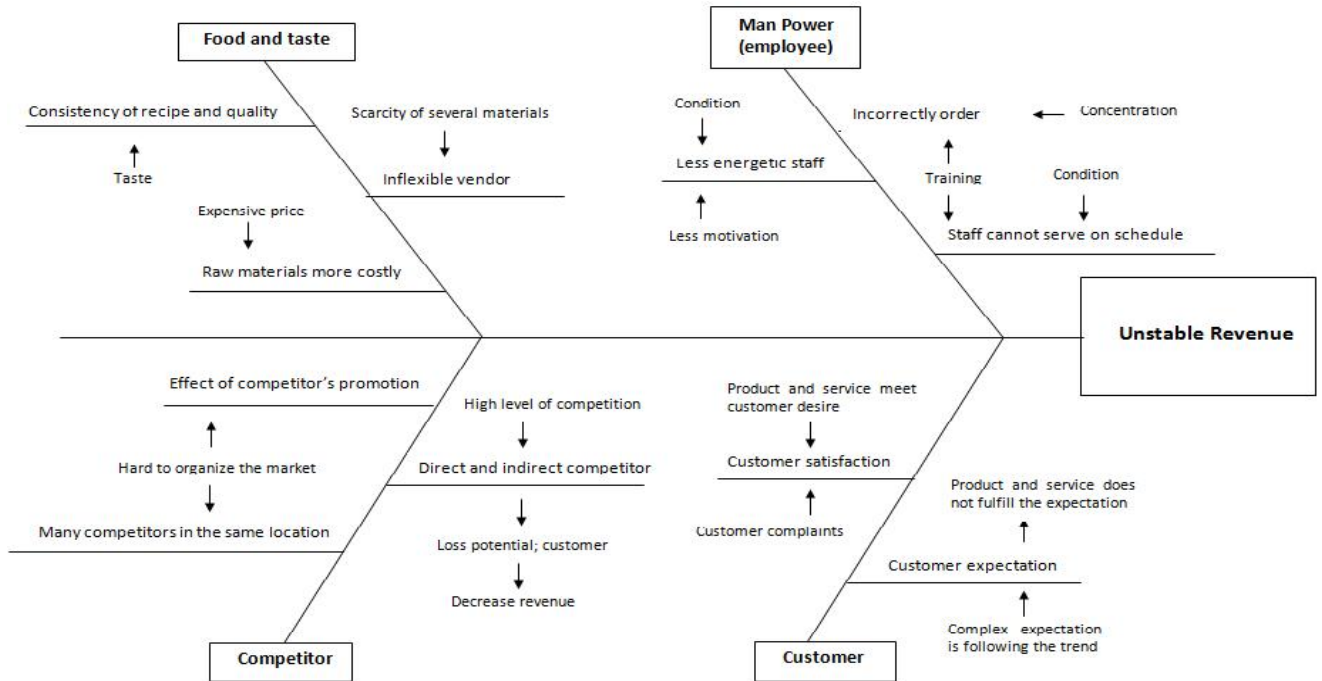 Food and taste
Consistency of recipe and quality
Taste
Scarcity of several materials
Inflexible vendor
Expensive price
Raw materials more costly
Man Power
(employee)
Condition
Less energetic staff
Less motivation
Incorrectly order
Concentration
Training
Condition
Staff cannot serve on schedule
Unstable Revenue
Effect of competitor's promotion
Hard to organize the market
Many competitors in the same location
High level of competition
Direct and indirect competitor
Loss potential; customer
Decrease revenue
Competitor
Product and service meet
customer desire
Customer satisfaction
Customer complaints
Product and service does
not fulfill the expectation
Customer expectation
Complex expectation
is following the trend
Customer